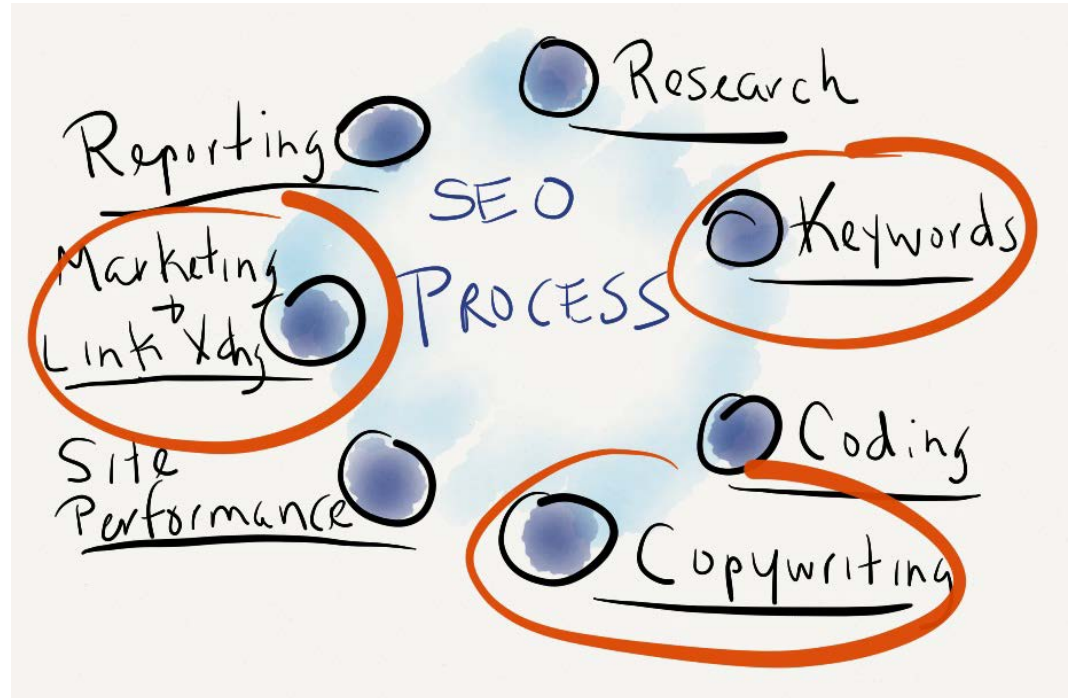 SEO
PROCESS
Research
Keywords
Coding
Copywriting
Site
Performance
Marketing
+
Link Xchg
Reporting